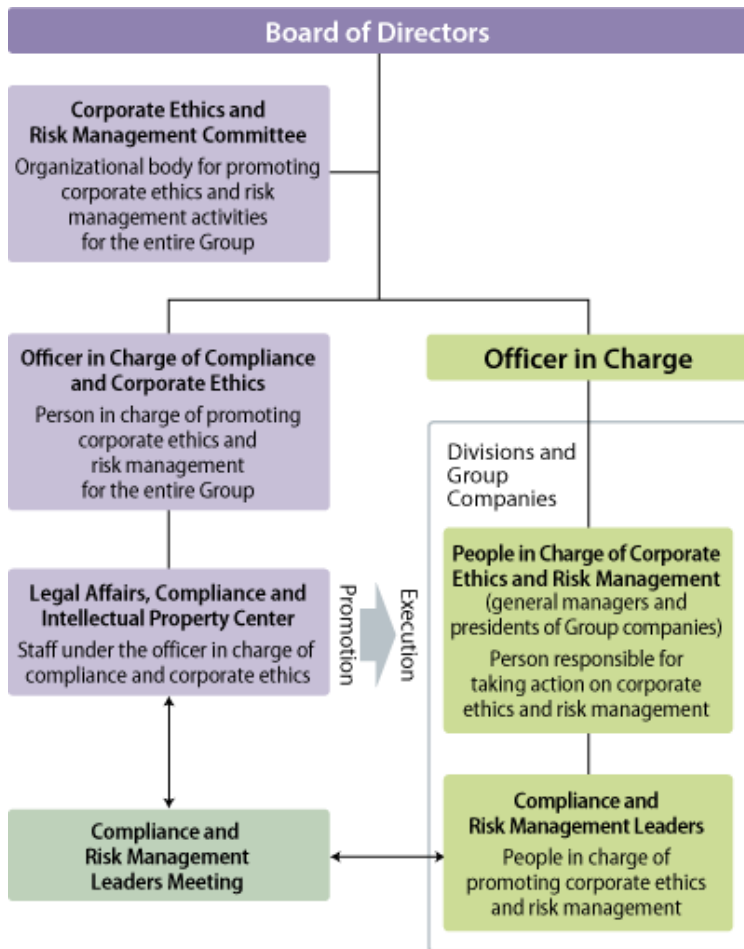 Board of Directors
Corporate Ethics and
Risk Management Committee
Organizational body for promoting
corporate ethics and risk
management activities
for the entire Group
Officer in Charge of Compliance
and Corporate Ethics
Person in charge of promoting
corporate ethics and
risk management
for the entire Group
Officer in Charge
Divisions and
Group
Companies
Legal Affairs, Compliance and
Intellectual Property Center
Staff under the officer in charge of
compliance and corporate ethics
Promotion
Execution
People in Charge of Corporate
Ethics and Risk Management
(general managers and
presidents of Group companies)
Person responsible for
taking action on corporate
ethics and risk management
Compliance and
Risk Management
Leaders Meeting
Compliance and
Risk Management Leaders
People in charge of
promoting corporate ethics
and risk management